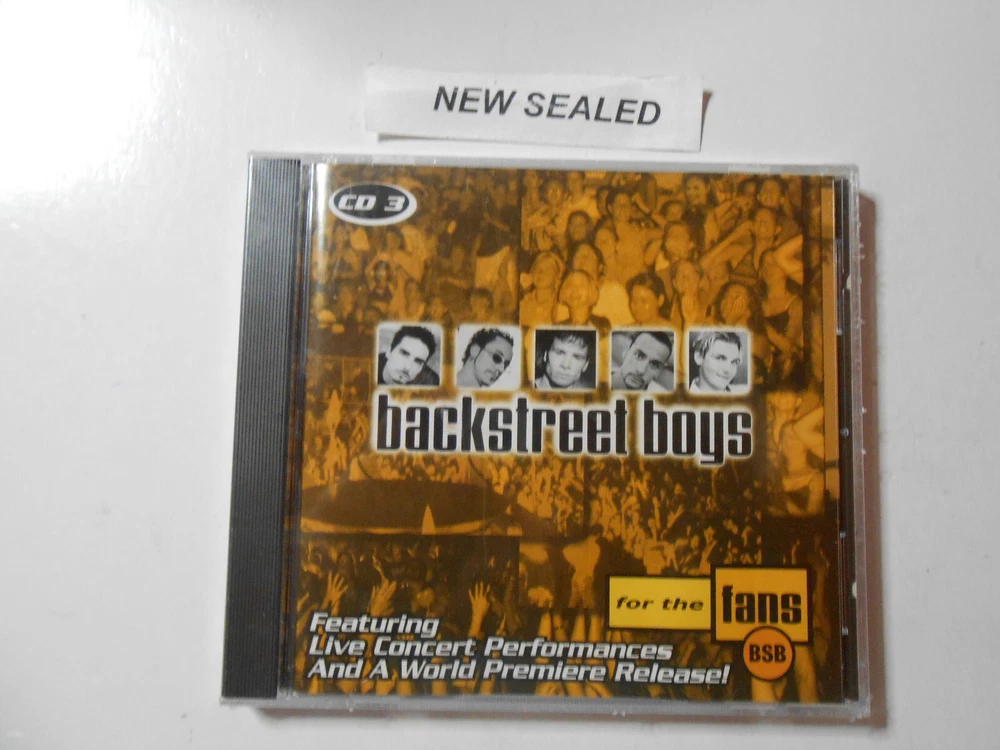 NEW SEALED
CD 3
backstreet boys
for the
fans
BSB
Featuring
Live Concert Performances
And A World Premiere Release!